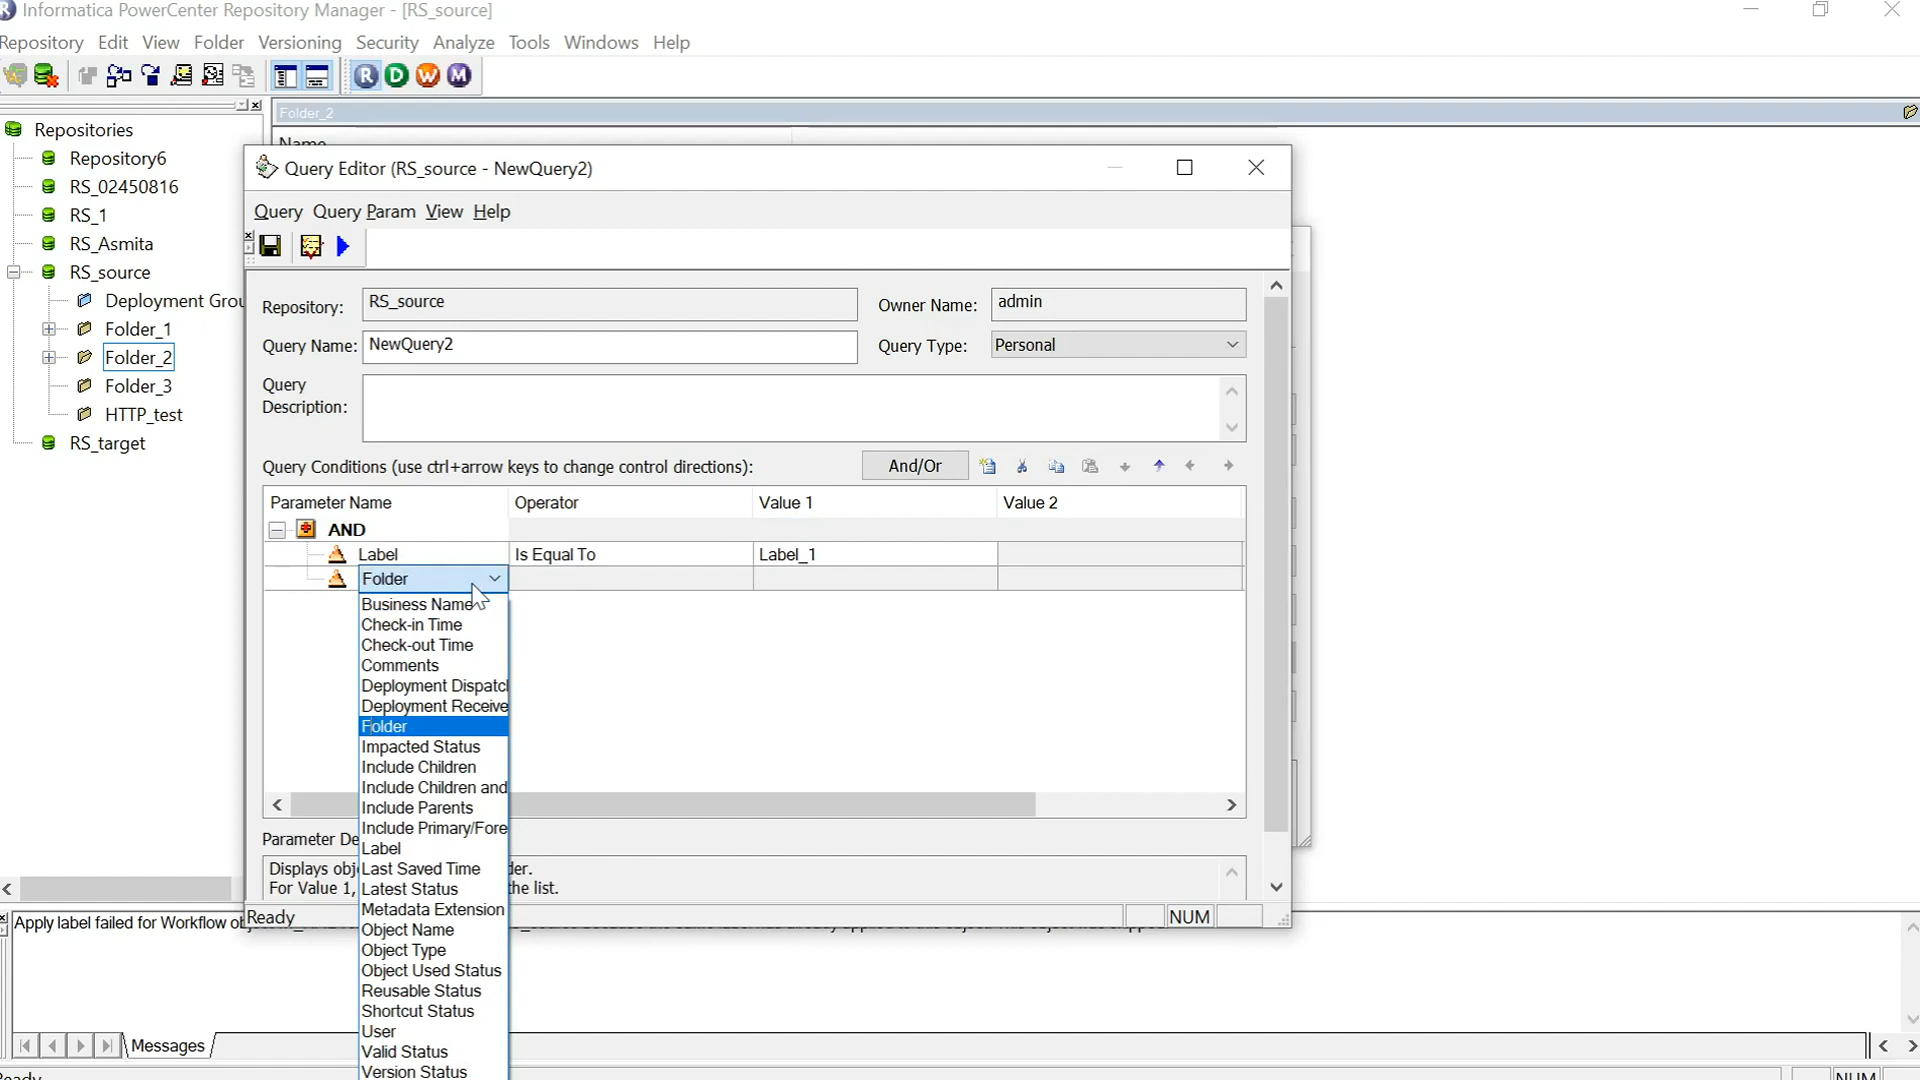 Informatica PowerCenter Repository Manager - [RS_source]
Repository Edit View Folder Versioning Security Analyze Tools Windows Help
R D W M
Folder_2
Name
Repositories
Repository6
RS_02450816
RS_1
RS_Asmita
RS_source
Deployment Grou
Folder_1
Folder_2
Folder_3
HTTP_test
RS_target
Query Editor (RS_source - NewQuery2)
Query Query Param View Help
Repository: RS_source Owner Name: admin
Query Name: NewQuery2 Query Type: Personal
Query
Description:
Query Conditions (use ctrl+arrow keys to change control directions): And/Or
Parameter Name Operator Value 1 Value 2
AND
Label Is Equal To Label_1
Folder
Business Name
Check-in Time
Check-out Time
Comments
Deployment Dispatcl
Deployment Receive
Folder
Impacted Status
Include Children
Include Children and
Include Parents
Include Primary/Fore
Label
Last Saved Time
Latest Status
Metadata Extension
Object Name
Object Type
Object Used Status
Reusable Status
Shortcut Status
User
Valid Status
Version Status
Parameter De
Displays obj der.
For Value 1, the list.
Ready NUM
Apply label failed for Workflow ob
Messages
Ready NUM